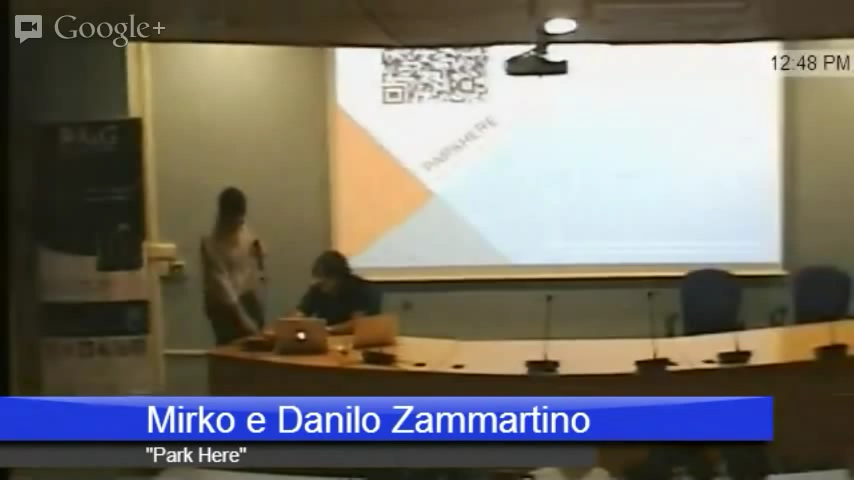 Google+
12:48 PM
PARKHERE
Mirko e Danilo Zammartino
"Park Here"